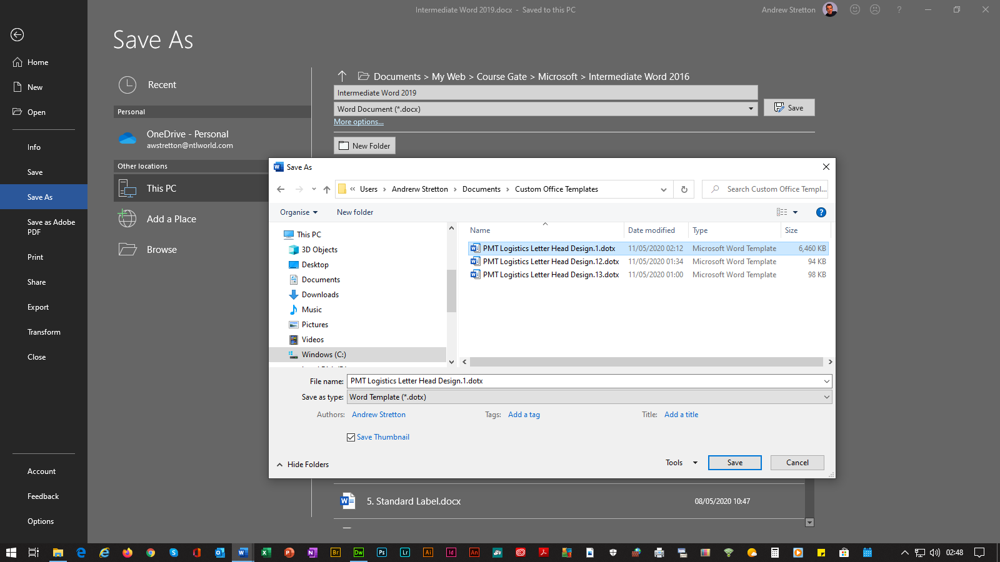 Intermediate Word 2019.docx - Saved to this PC
Andrew Stretton
?
Save As
Home
New
Open
Info
Save
Save As
Save as Adobe
PDF
Print
Share
Export
Transform
Close
Account
Feedback
Options
Recent
Personal
OneDrive - Personal
awstretton@ntlworld.com
Other locations
This PC
Add a Place
Browse
Documents > My Web > Course Gate > Microsoft > Intermediate Word 2016
Intermediate Word 2019
Word Document (*.docx)
Save
More options...
New Folder
Save As
« Users > Andrerw Stretton > Documents > Custom Office Templates
Search Custom Office Templ...
Organise
New folder
?
This PC
3D Objects
Desktop
Documents
Downloads
Music
Pictures
Videos
Windows (C:)
Name Date modified Type Size
PMT Logistics Letter Head Design.1.dotx 11/05/2020 02:12 Microsoft Word Template 6,460 KB
PMT Logistics Letter Head Design.12.dotx 11/05/2020 01:34 Microsoft Word Template 94 KB
PMT Logistics Letter Head Design.13.dotx 11/05/2020 01:00 Microsoft Word Template 98 KB
File name: PMT Logistics Letter Head Design.1.dotx
Save as type: Word Template (*.dotx)
Authors: Andrew Stretton Tags: Add a tag Title: Add a title
Save Thumbnail
Hide Folders
Tools
Save
Cancel
5. Standard Label.docx 08/05/2020 10:47
Br Dw Ps Lr Ai Id An
02:48